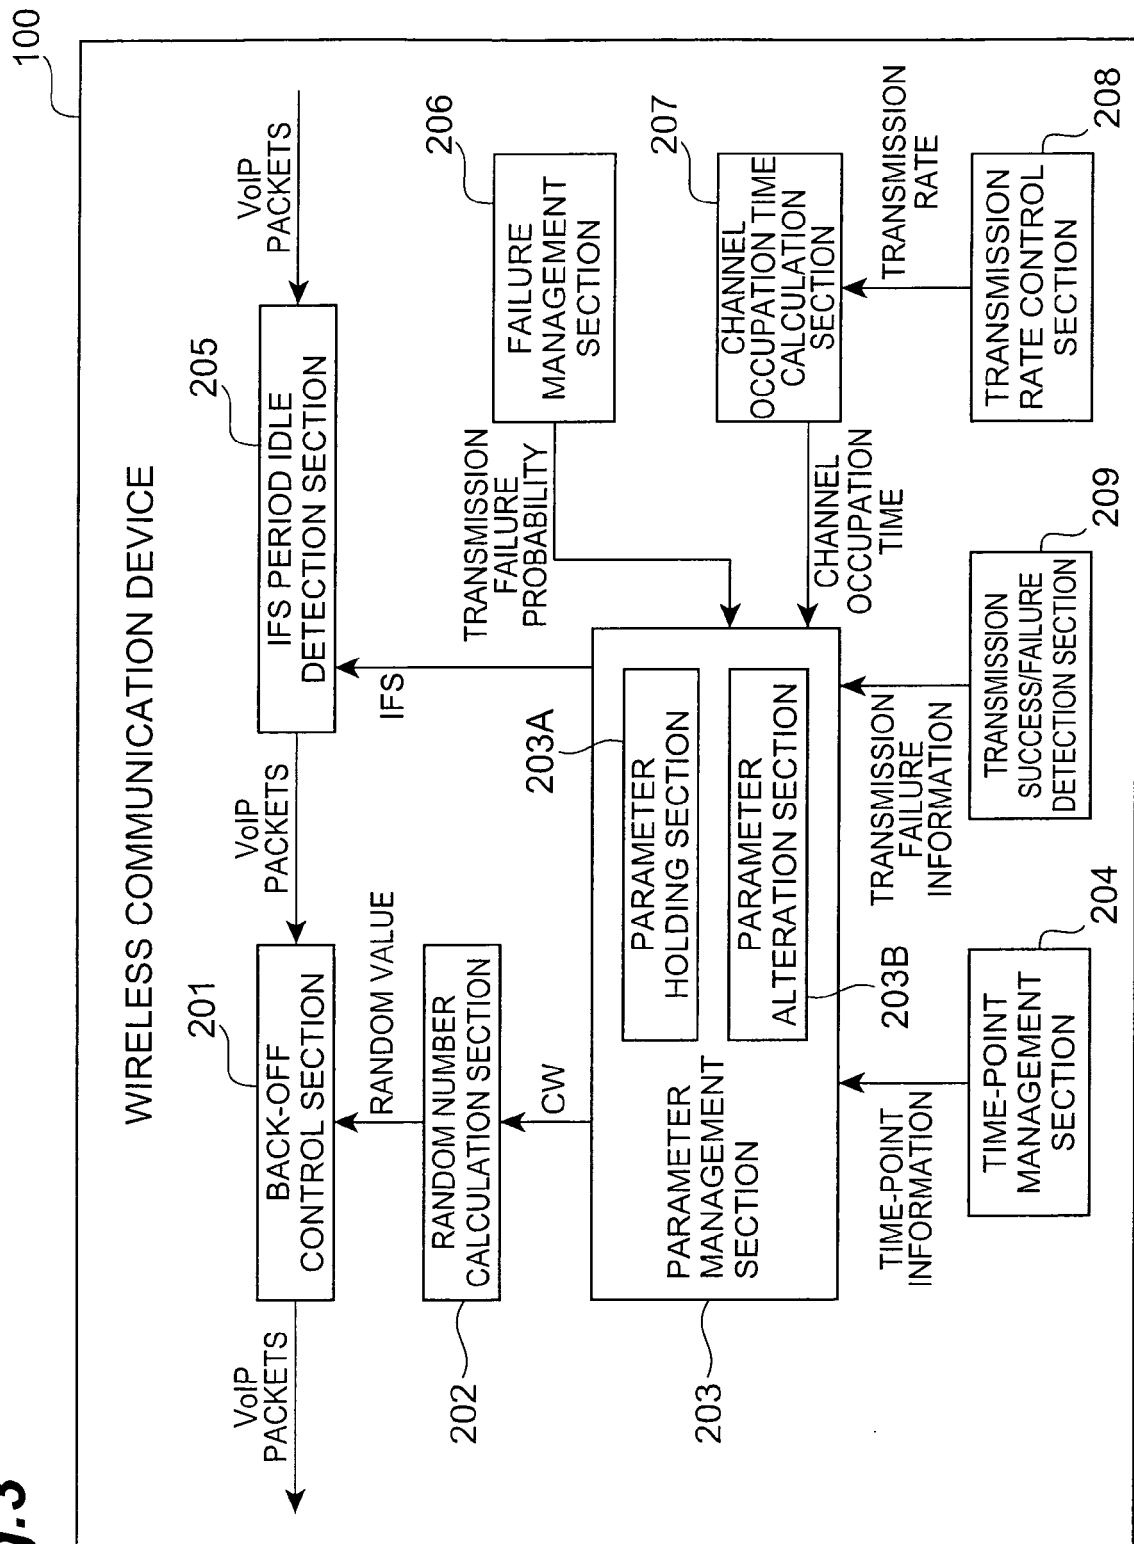 g.3
100
WIRELESS COMMUNICATION DEVICE
VoIP
PACKETS
201
BACK-OFF
CONTROL SECTION
VoIP
PACKETS
205
IFS PERIOD IDLE
DETECTION SECTION
VoIP
PACKETS
RANDOM VALUE
202
RANDOM NUMBER
CALCULATION SECTION
CW
IFS
TRANSMISSION
FAILURE
PROBABILITY
206
FAILURE
MANAGEMENT
SECTION
203
PARAMETER
MANAGEMENT
SECTION
203A
PARAMETER
HOLDING SECTION
PARAMETER
ALTERATION SECTION
203B
207
CHANNEL
OCCUPATION TIME
CALCULATION
SECTION
CHANNEL
OCCUPATION
TIME
TIME-POINT
INFORMATION
TRANSMISSION
FAILURE
INFORMATION
TRANSMISSION
RATE
204
TIME-POINT
MANAGEMENT
SECTION
209
TRANSMISSION
SUCCESS/FAILURE
DETECTION SECTION
208
TRANSMISSION
RATE CONTROL
SECTION